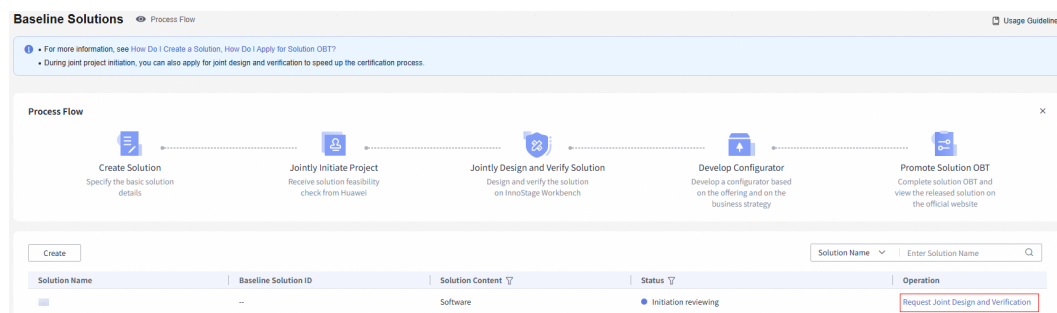 Baseline Solutions Process Flow Usage Guideline
• For more information, see How Do I Create a Solution, How Do I Apply for Solution OBT?
• During joint project initiation, you can also apply for joint design and verification to speed up the certification process.
Process Flow
Create Solution
Specify the basic solution
details
Jointly Initiate Project
Receive solution feasibility
check from Huawei
Jointly Design and Verify Solution
Design and verify the solution
on InnoStage Workbench
Develop Configurator
Develop a configurator based
on the offering and on the
business strategy
Promote Solution OBT
Complete solution OBT and
view the released solution on
the official website
Create Solution Name Enter Solution Name
Solution Name Baseline Solution ID Solution Content Status Operation
-- Software Initiation reviewing Request Joint Design and Verification